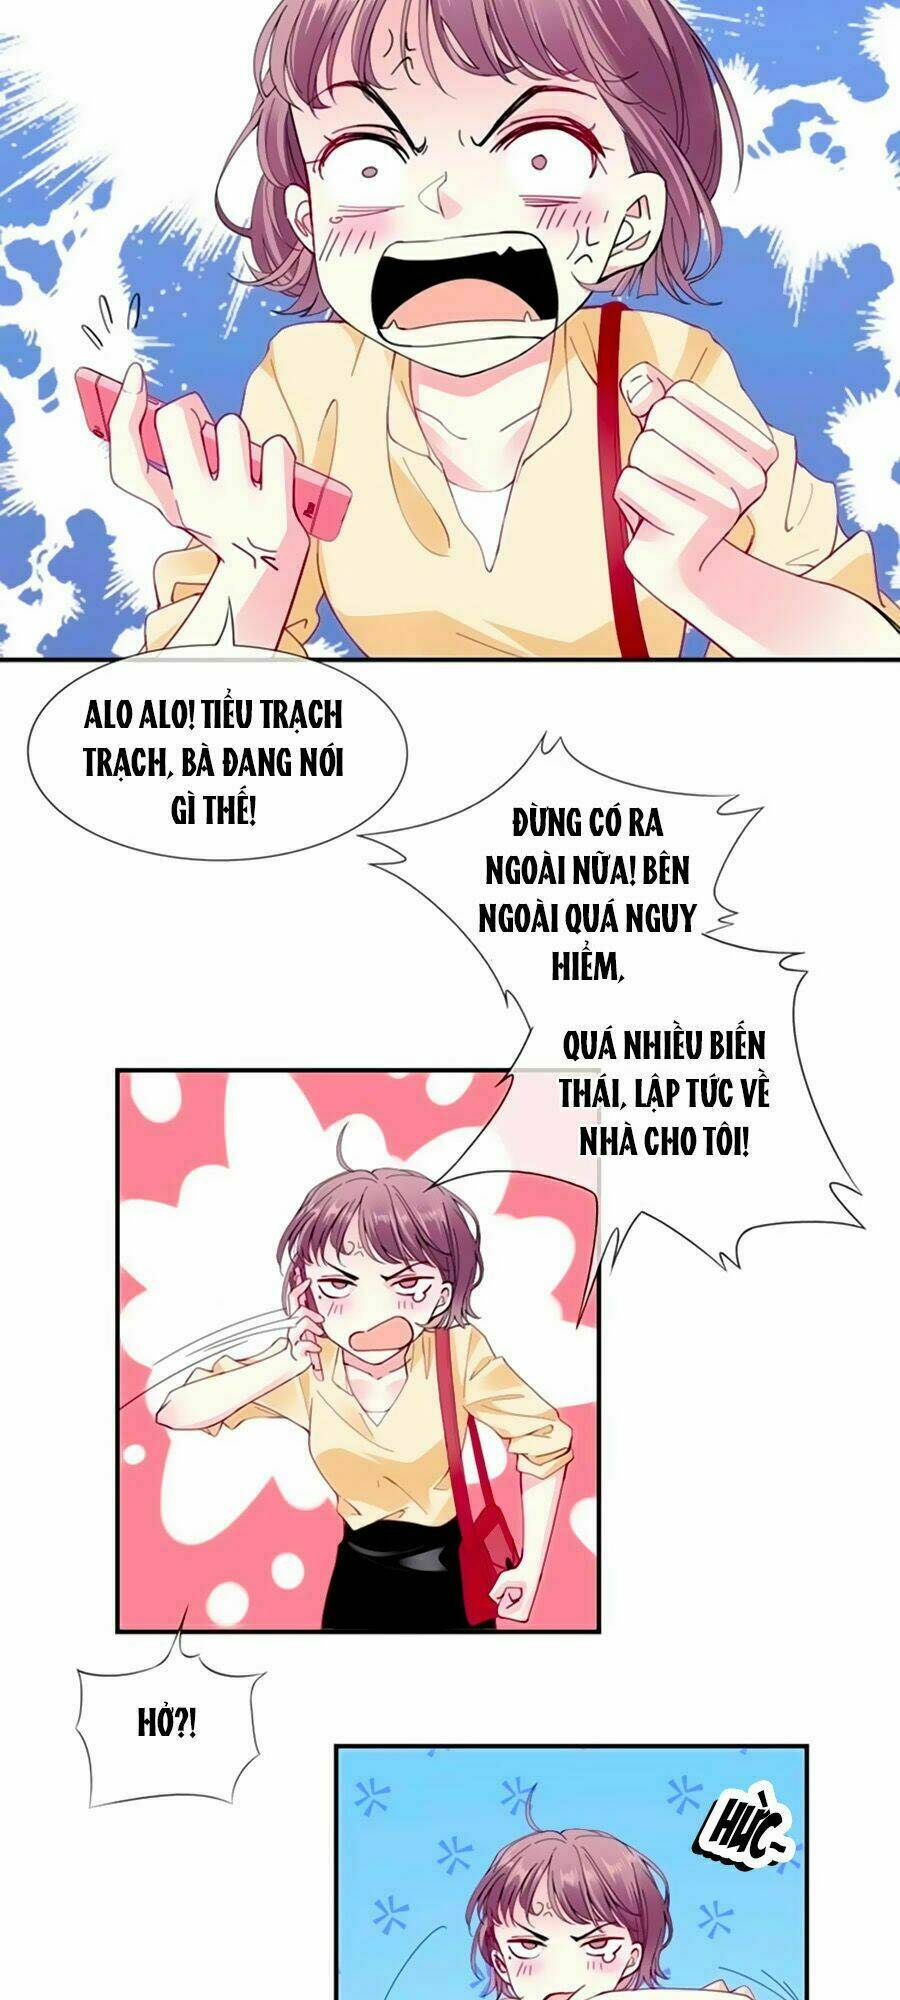 ALO ALO! TIỂU TRẠCH
TRẠCH, BÀ ĐANG NÓI
GÌ THẾ!
ĐỪNG CÓ RA
NGOÀI NỮA! BÊN
NGOÀI QUÁ NGUY
HIỂM,
QUÁ NHIỀU BIẾN
THÁI, LẬP TỨC VỀ
NHÀ CHO TÔI!
HỞ?!
HỨC~